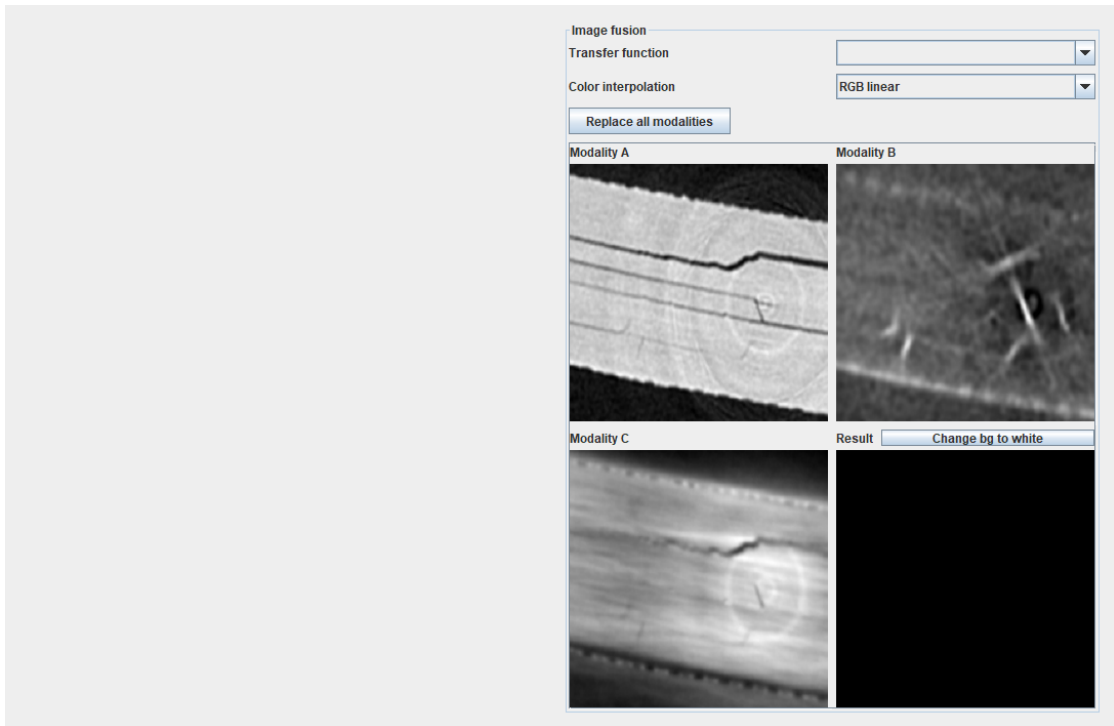 Image fusion
Transfer function
Color interpolation RGB linear
Replace all modalities
Modality A Modality B
Modality C Result Change bg to white